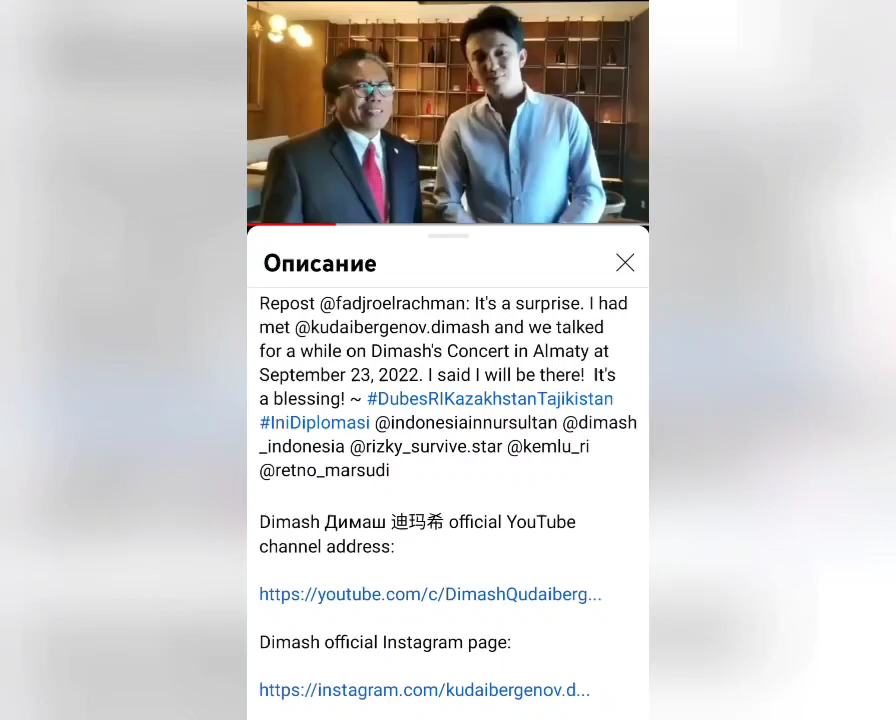 Описание
Repost @fadjroelrachman: It's a surprise. I had
met @kudaibergenov.dimash and we talked
for a while on Dimash's Concert in Almaty at
September 23, 2022. I said I will be there!  It's
a blessing! ~ #DubesRIKazakhstanTajikistan
#IniDiplomasi @indonesiainnursultan @dimash
_indonesia @rizky_survive.star @kemlu_ri
@retno_marsudi
Dimash Димаш 迪玛希 official YouTube
channel address:
https://youtube.com/c/DimashQudaiberg...
Dimash official Instagram page:
https://instagram.com/kudaibergenov.d...